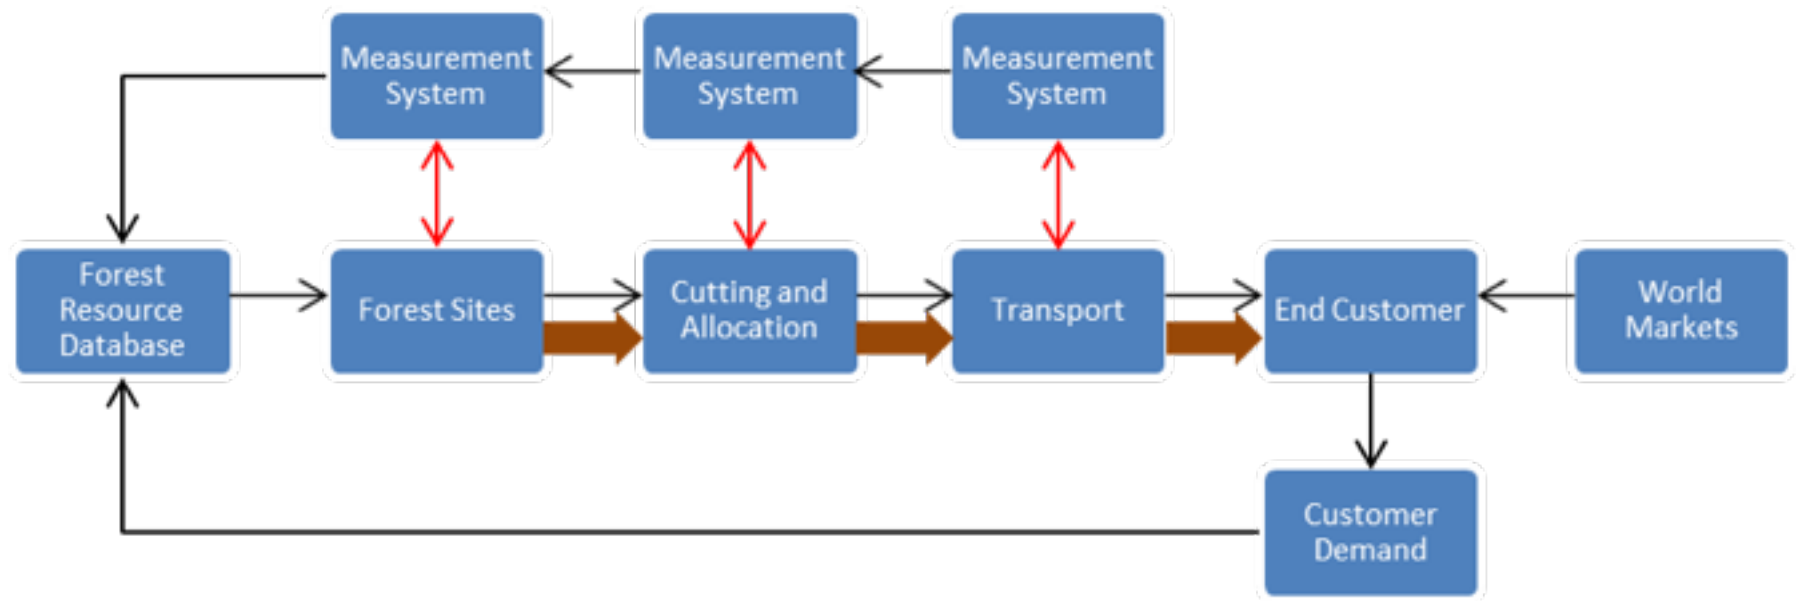 Measurement
System
Measurement
System
Measurement
System
Forest
Resource
Database
Forest Sites
Cutting and
Allocation
Transport
End Customer
World
Markets
Customer
Demand